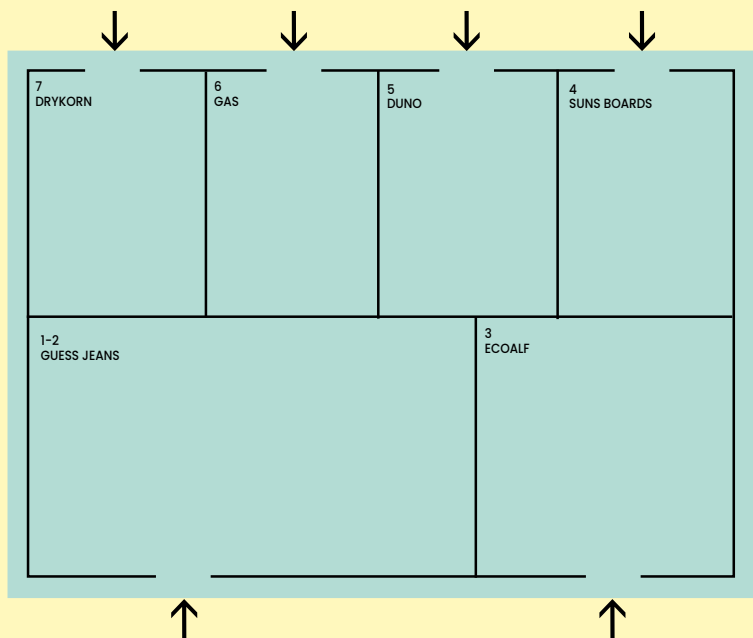 7
DRYKORN
6
GAS
5
DUNO
4
SUNS BOARDS
1-2
GUESS JEANS
3
ECOALF